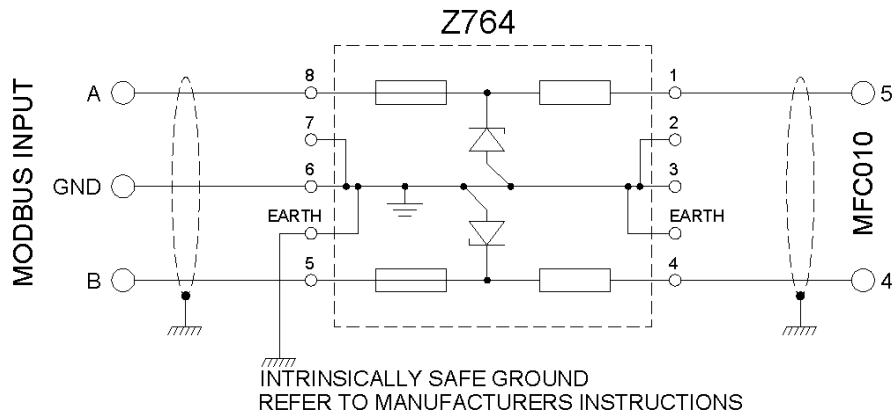 Z764
MODBUS INPUT
A
8
1
5
7
2
GND
6
3
MFC010
EARTH
EARTH
B
5
4
4
INTRINSICALLY SAFE GROUND
REFER TO MANUFACTURERS INSTRUCTIONS